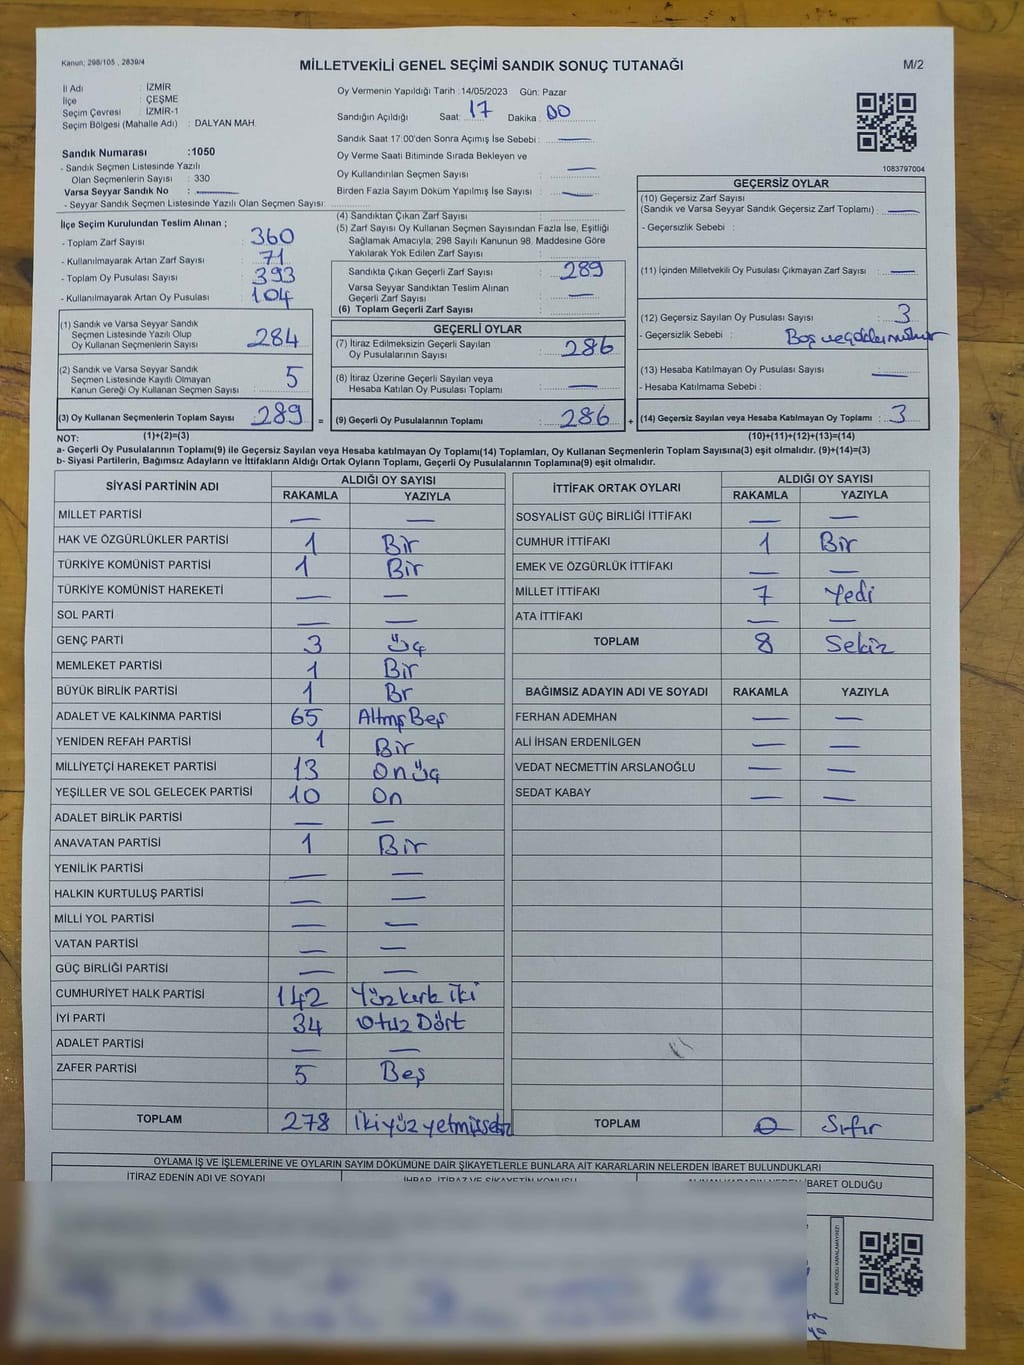 Kanun; 298/105 , 2839/4
MİLLETVEKİLİ GENEL SEÇİMİ SANDIK SONUÇ TUTANAĞI
M/2
İl Adı : İZMİR
İlçe : ÇEŞME
Seçim Çevresi : İZMİR-1
Seçim Bölgesi (Mahalle Adı) : DALYAN MAH.
Oy Vermenin Yapıldığı Tarih :14/05/2023 Gün: Pazar
Sandığın Açıldığı Saat: 17 Dakika: 00
Sandık Saat 17:00'den Sonra Açımış İse Sebebi : —
Oy Verme Saati Bitiminde Sırada Bekleyen ve
Oy Kullandırılan Seçmen Sayısı : —
Birden Fazla Sayım Döküm Yapılmış İse Sayısı : —
1083797004
Sandık Numarası :1050
- Sandık Seçmen Listesinde Yazılı
Olan Seçmenlerin Sayısı : 330
Varsa Seyyar Sandık No : —
- Seyyar Sandık Seçmen Listesinde Yazılı Olan Seçmen Sayısı:
İlçe Seçim Kurulundan Teslim Alınan ;
- Toplam Zarf Sayısı : 360
- Kullanılmayarak Artan Zarf Sayısı : 71
- Toplam Oy Pusulası Sayısı : 393
- Kullanılmayarak Artan Oy Pusulası : 104
(4) Sandıktan Çıkan Zarf Sayısı :
(5) Zarf Sayısı Oy Kullanan Seçmen Sayısından Fazla İse, Eşitliği
Sağlamak Amacıyla, 298 Sayılı Kanunun 98. Maddesine Göre
Yakılarak Yok Edilen Zarf Sayısı :
Sandıkta Çıkan Geçerli Zarf Sayısı : 289
Varsa Seyyar Sandıktan Teslim Alınan
Geçerli Zarf Sayısı : —
(6) Toplam Geçerli Zarf Sayısı :
GEÇERSİZ OYLAR
(10) Geçersiz Zarf Sayısı
(Sandık ve Varsa Seyyar Sandık Geçersiz Zarf Toplamı) : —
- Geçersizlik Sebebi :
(11) İçinden Milletvekili Oy Pusulası Çıkmayan Zarf Sayısı : —
(12) Geçersiz Sayılan Oy Pusulası Sayısı : 3
- Geçersizlik Sebebi : Boş ve
(13) Hesaba Katılmayan Oy Pusulası Sayısı : —
- Hesaba Katılmama Sebebi :
(1) Sandık ve Varsa Seyyar Sandık
Seçmen Listesinde Yazılı Olup
Oy Kullanan Seçmenlerin Sayısı : 284
(2) Sandık ve Varsa Seyyar Sandık
Seçmen Listesinde Kayıtlı Olmayan
Kanun Gereği Oy Kullanan Seçmen Sayısı : 5
(3) Oy Kullanan Seçmenlerin Toplam Sayısı : 289 =
GEÇERLİ OYLAR
(7) İtiraz Edilmeksizin Geçerli Sayılan
Oy Pusulalarının Sayısı : 286
(8) İtiraz Üzerine Geçerli Sayılan veya
Hesaba Katılan Oy Pusulası Toplamı : —
(9) Geçerli Oy Pusulalarının Toplamı : 286 +
(14) Geçersiz Sayılan veya Hesaba Katılmayan Oy Toplamı : 3
NOT: (1)+(2)=(3) (10)+(11)+(12)+(13)=(14)
a- Geçerli Oy Pusulaların Toplamı(9) ile Geçersiz Sayılan veya Hesaba katılmayan Oy Toplamı(14) Toplamları, Oy Kullanan Seçmenlerin Toplam Sayısına(3) eşit olmalıdır. (9)+(14)=(3)
b- Siyasi Partilerin, Bağımsız Adayların ve İttifakların Aldığı Ortak Oyların Toplamı, Geçerli Oy Pusulalarının Toplamına(9) eşit olmalıdır.
SİYASİ PARTİNİN ADI ALDIĞI OY SAYISI
RAKAMLA YAZIYLA
MİLLET PARTİSİ — —
HAK VE ÖZGÜRLÜKLER PARTİSİ 1 Bir
TÜRKİYE KOMÜNİST PARTİSİ 1 Bir
TÜRKİYE KOMÜNİST HAREKETİ — —
SOL PARTİ — —
GENÇ PARTİ 3 Üç
MEMLEKET PARTİSİ 1 Bir
BÜYÜK BİRLİK PARTİSİ 1 Br
ADALET VE KALKINMA PARTİSİ 65 Altmş Beş
YENİDEN REFAH PARTİSİ 1 Bir
MİLLİYETÇİ HAREKET PARTİSİ 13 On üç
YEŞİLLER VE SOL GELECEK PARTİSİ 10 On
ADALET BİRLİK PARTİSİ — —
ANAVATAN PARTİSİ 1 Bir
YENİLİK PARTİSİ — —
HALKIN KURTULUŞ PARTİSİ — —
MİLLİ YOL PARTİSİ — —
VATAN PARTİSİ — —
GÜÇ BİRLİĞİ PARTİSİ — —
CUMHURİYET HALK PARTİSİ 142 Yüz kırk iki
İYİ PARTİ 34 Otuz Dört
ADALET PARTİSİ — —
ZAFER PARTİSİ 5 Beş
TOPLAM 278 İkiyüz yetmişsekiz
İTTİFAK ORTAK OYLARI ALDIĞI OY SAYISI
RAKAMLA YAZIYLA
SOSYALİST GÜÇ BİRLİĞİ İTTİFAKI — —
CUMHUR İTTİFAKI 1 Bir
EMEK VE ÖZGÜRLÜK İTTİFAKI — —
MİLLET İTTİFAKI 7 Yedi
ATA İTTİFAKI — —
TOPLAM 8 Sekiz
BAĞIMSIZ ADAYIN ADI VE SOYADI RAKAMLA YAZIYLA
FERHAN ADEMHAN — —
ALİ İHSAN ERDENİLGEN — —
VEDAT NECMETTİN ARSLANOĞLU — —
SEDAT KABAY — —
TOPLAM 0 Sıfır
OYLAMA İŞ VE İŞLEMLERİNE VE OYLARIN SAYIM DÖKÜMÜNE DAİR ŞİKAYETLERLE BUNLARA AİT KARARLARIN NELERDEN İBARET BULUNDUKLARI
İTİRAZ EDENİN ADI VE SOYADI İHBAR, İTİRAZ VE ŞİKAYETİN KONUSU ALINAN KARARIN NEDEN İBARET OLDUĞU
KARE KODU KARALAMAYINIZ!